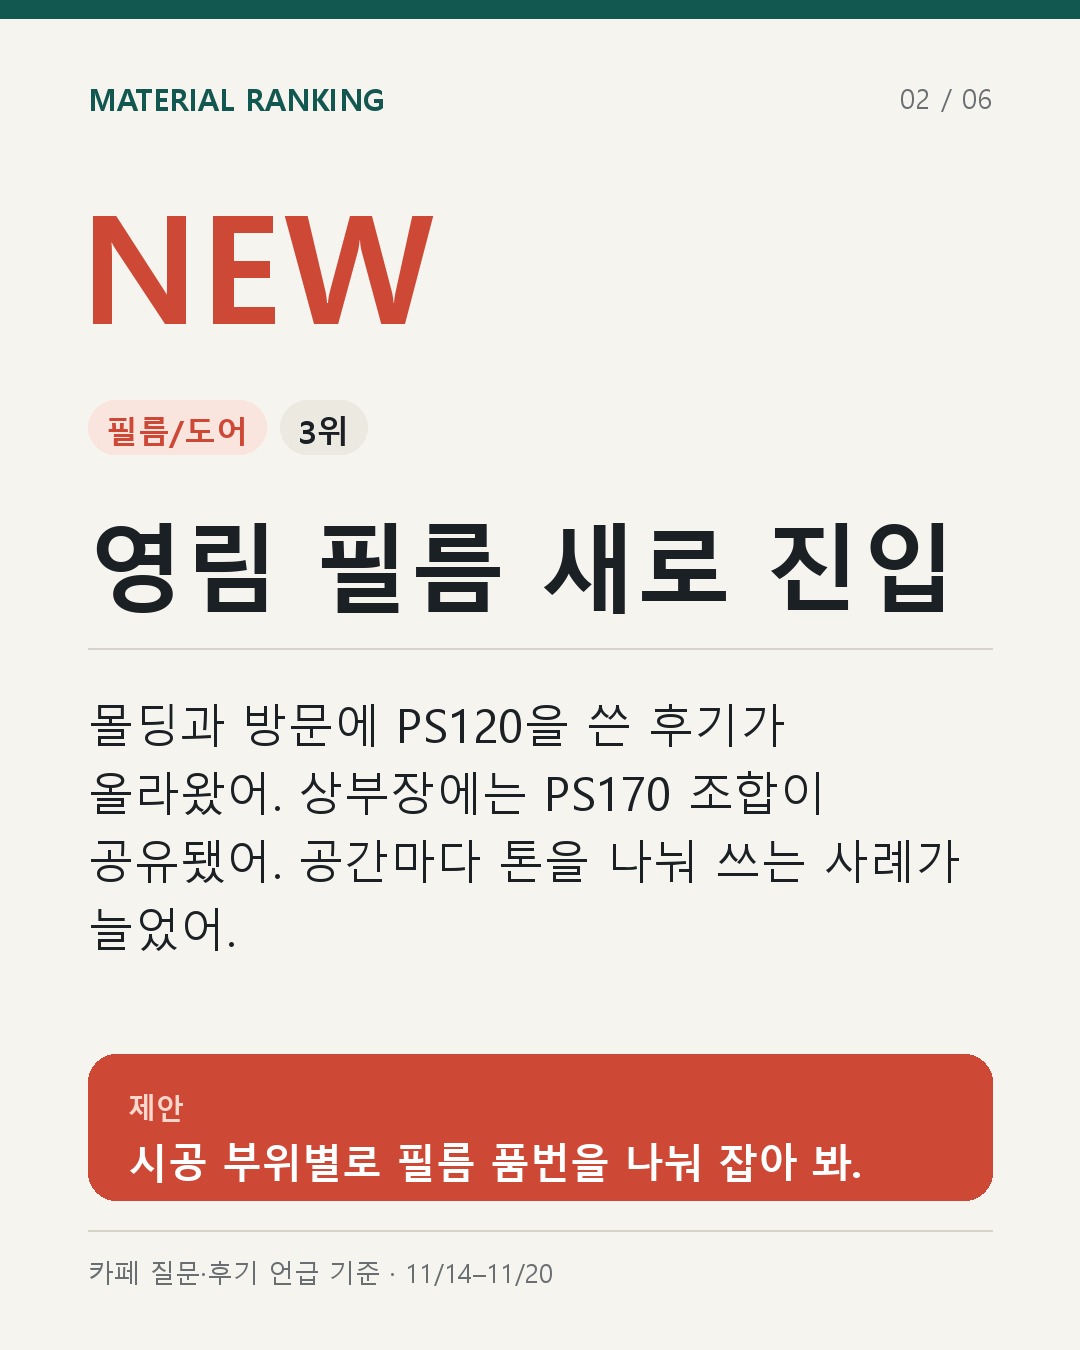 MATERIAL RANKING
02 / 06
NEW
필름/도어
3위
영림 필름 새로 진입
몰딩과 방문에 PS120을 쓴 후기가
올라왔어. 상부장에는 PS170 조합이
공유됐어. 공간마다 톤을 나눠 쓰는 사례가
늘었어.
제안
시공 부위별로 필름 품번을 나눠 잡아 봐.
카페 질문·후기 언급 기준 · 11/14–11/20